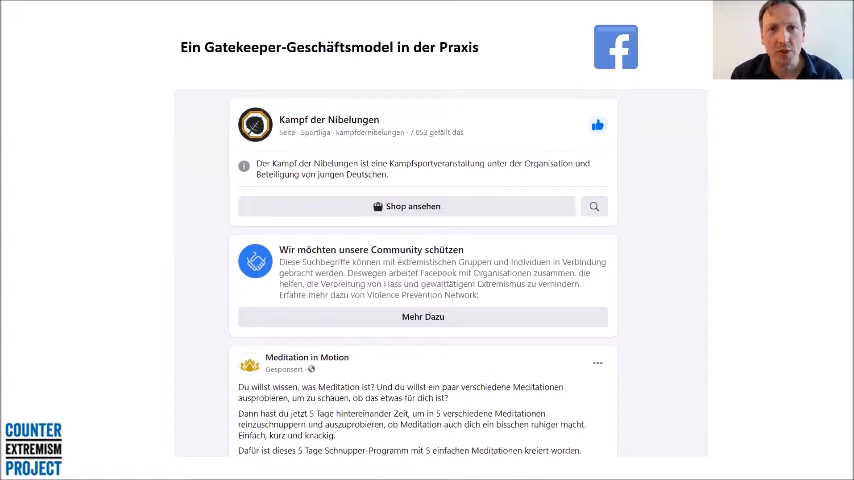 Ein Gatekeeper-Geschäftsmodel in der Praxis
Kampf der Nibelungen
Seite · Sportliga · kampfdernibelungen · 7.053 gefällt das
Der Kampf der Nibelungen ist eine Kampfsportveranstaltung unter der Organisation und
Beteiligung von jungen Deutschen.
Shop ansehen
Wir möchten unsere Community schützen
Diese Suchbegriffe können mit extremistischen Gruppen und Individuen in Verbindung
gebracht werden. Deswegen arbeitet Facebook mit Organisationen zusammen, die
helfen, die Verbreitung von Hass und gewalttätigem Extremismus zu verhindern.
Erfahre mehr dazu von Violence Prevention Network:
Mehr Dazu
Meditation in Motion
Gesponsert ·
Du willst wissen, was Meditation ist? Und du willst ein paar verschiedene Meditationen
ausprobieren, um zu schauen, ob das etwas für dich ist?
Dann hast du jetzt 5 Tage hintereinander Zeit, um in 5 verschiedene Meditationen
reinzuschnuppern und auszuprobieren, ob Meditation auch dich ein bisschen ruhiger macht.
Einfach, kurz und knackig.
Dafür ist dieses 5 Tage Schnupper-Programm mit 5 einfachen Meditationen kreiert worden.
COUNTER
EXTREMISM
PROJECT